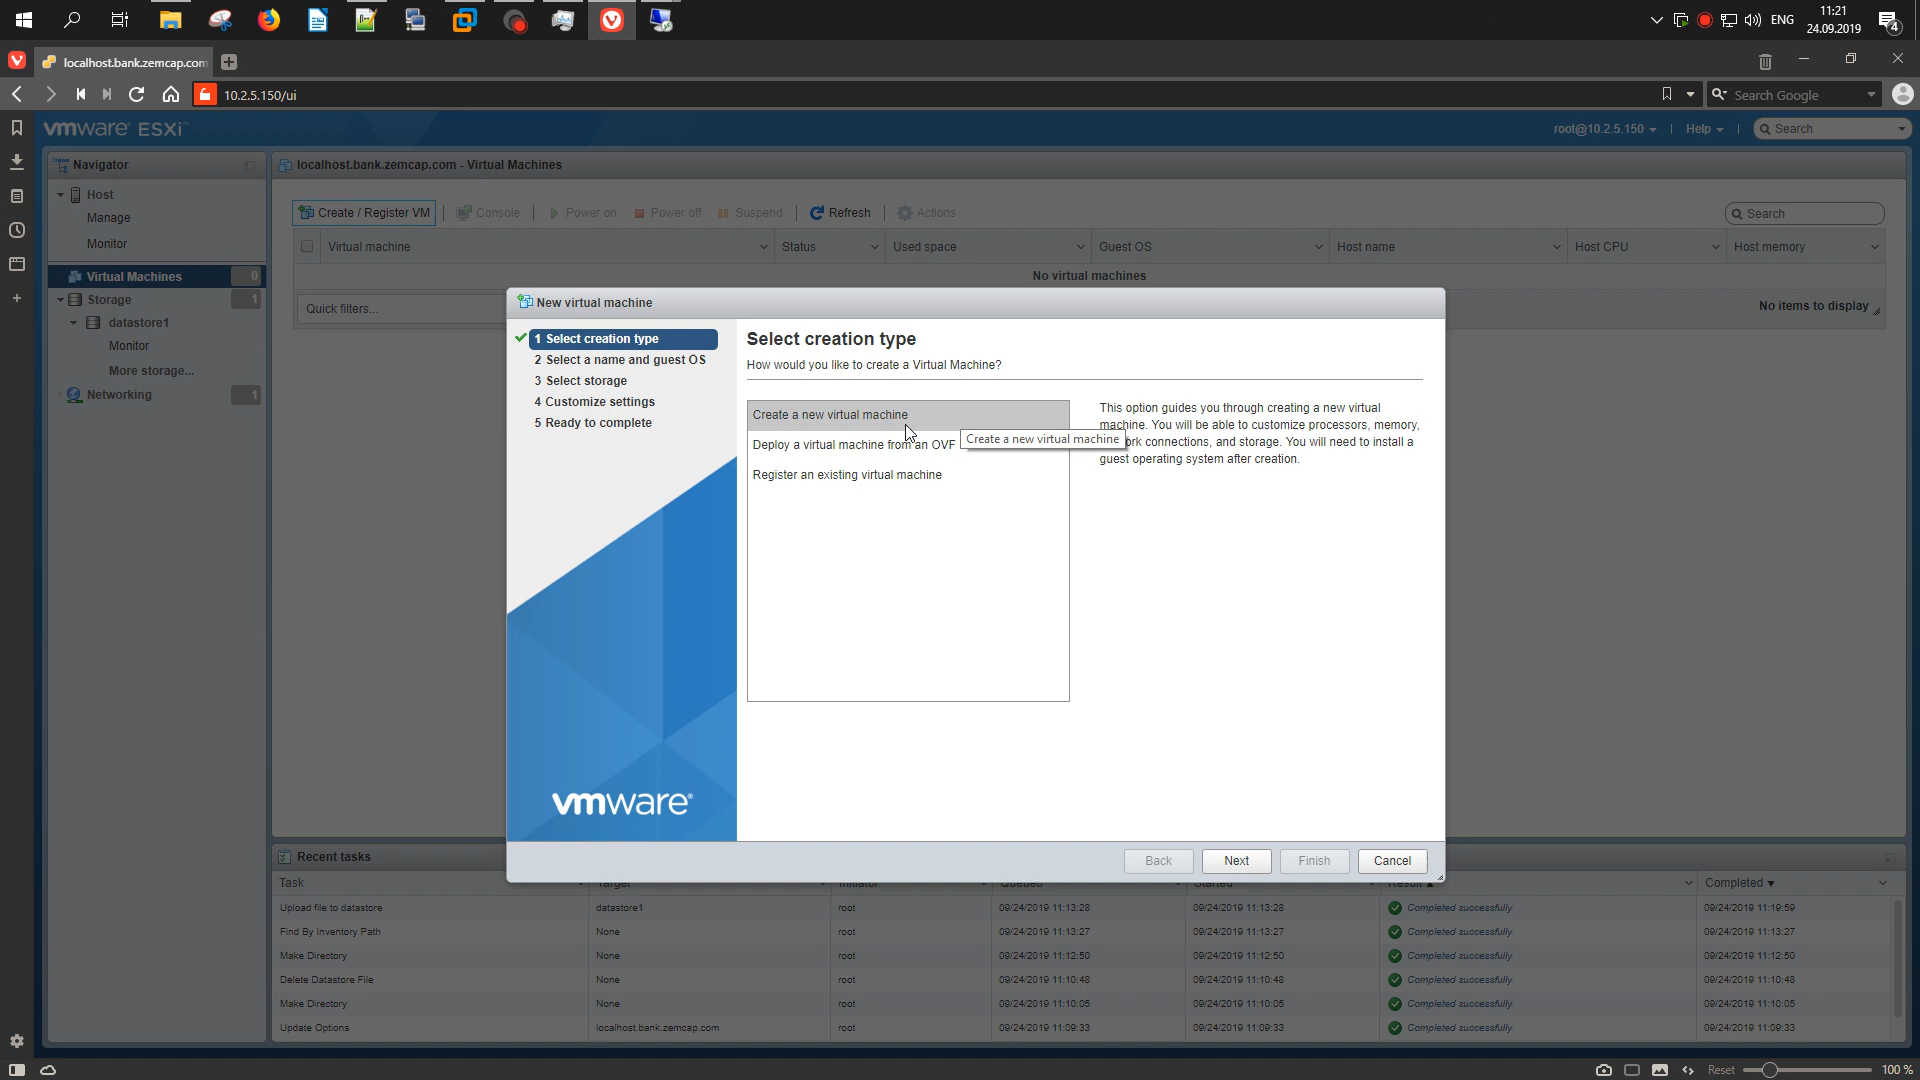 ENG
11:21
24.09.2019
4
localhost.bank.zemcap.com
10.2.5.150/ui
Search Google
vmware ESXi™
root@10.2.5.150
Help
Search
Navigator
Host
Manage
Monitor
Virtual Machines
0
Storage
1
datastore1
Monitor
More storage...
Networking
1
localhost.bank.zemcap.com - Virtual Machines
Create / Register VM
Console
Power on
Power off
Suspend
Refresh
Actions
Search
Virtual machine
Status
Used space
Guest OS
Host name
Host CPU
Host memory
No virtual machines
Quick filters...
No items to display
New virtual machine
1 Select creation type
2 Select a name and guest OS
3 Select storage
4 Customize settings
5 Ready to complete
vmware®
Select creation type
How would you like to create a Virtual Machine?
Create a new virtual machine
Deploy a virtual machine from an OVF
Register an existing virtual machine
Create a new virtual machine
This option guides you through creating a new virtual
machine. You will be able to customize processors, memory,
ork connections, and storage. You will need to install a
guest operating system after creation.
Back
Next
Finish
Cancel
Recent tasks
Task
Target
Initiator
Queued
Started
Result ▲
Completed ▼
Upload file to datastore
datastore1
root
09/24/2019 11:13:28
09/24/2019 11:13:28
Completed successfully
09/24/2019 11:19:59
Find By Inventory Path
None
root
09/24/2019 11:13:27
09/24/2019 11:13:27
Completed successfully
09/24/2019 11:13:27
Make Directory
None
root
09/24/2019 11:12:50
09/24/2019 11:12:50
Completed successfully
09/24/2019 11:12:50
Delete Datastore File
None
root
09/24/2019 11:10:48
09/24/2019 11:10:48
Completed successfully
09/24/2019 11:10:48
Make Directory
None
root
09/24/2019 11:10:05
09/24/2019 11:10:05
Completed successfully
09/24/2019 11:10:05
Update Options
localhost.bank.zemcap.com
root
09/24/2019 11:09:33
09/24/2019 11:09:33
Completed successfully
09/24/2019 11:09:33
Reset
100 %